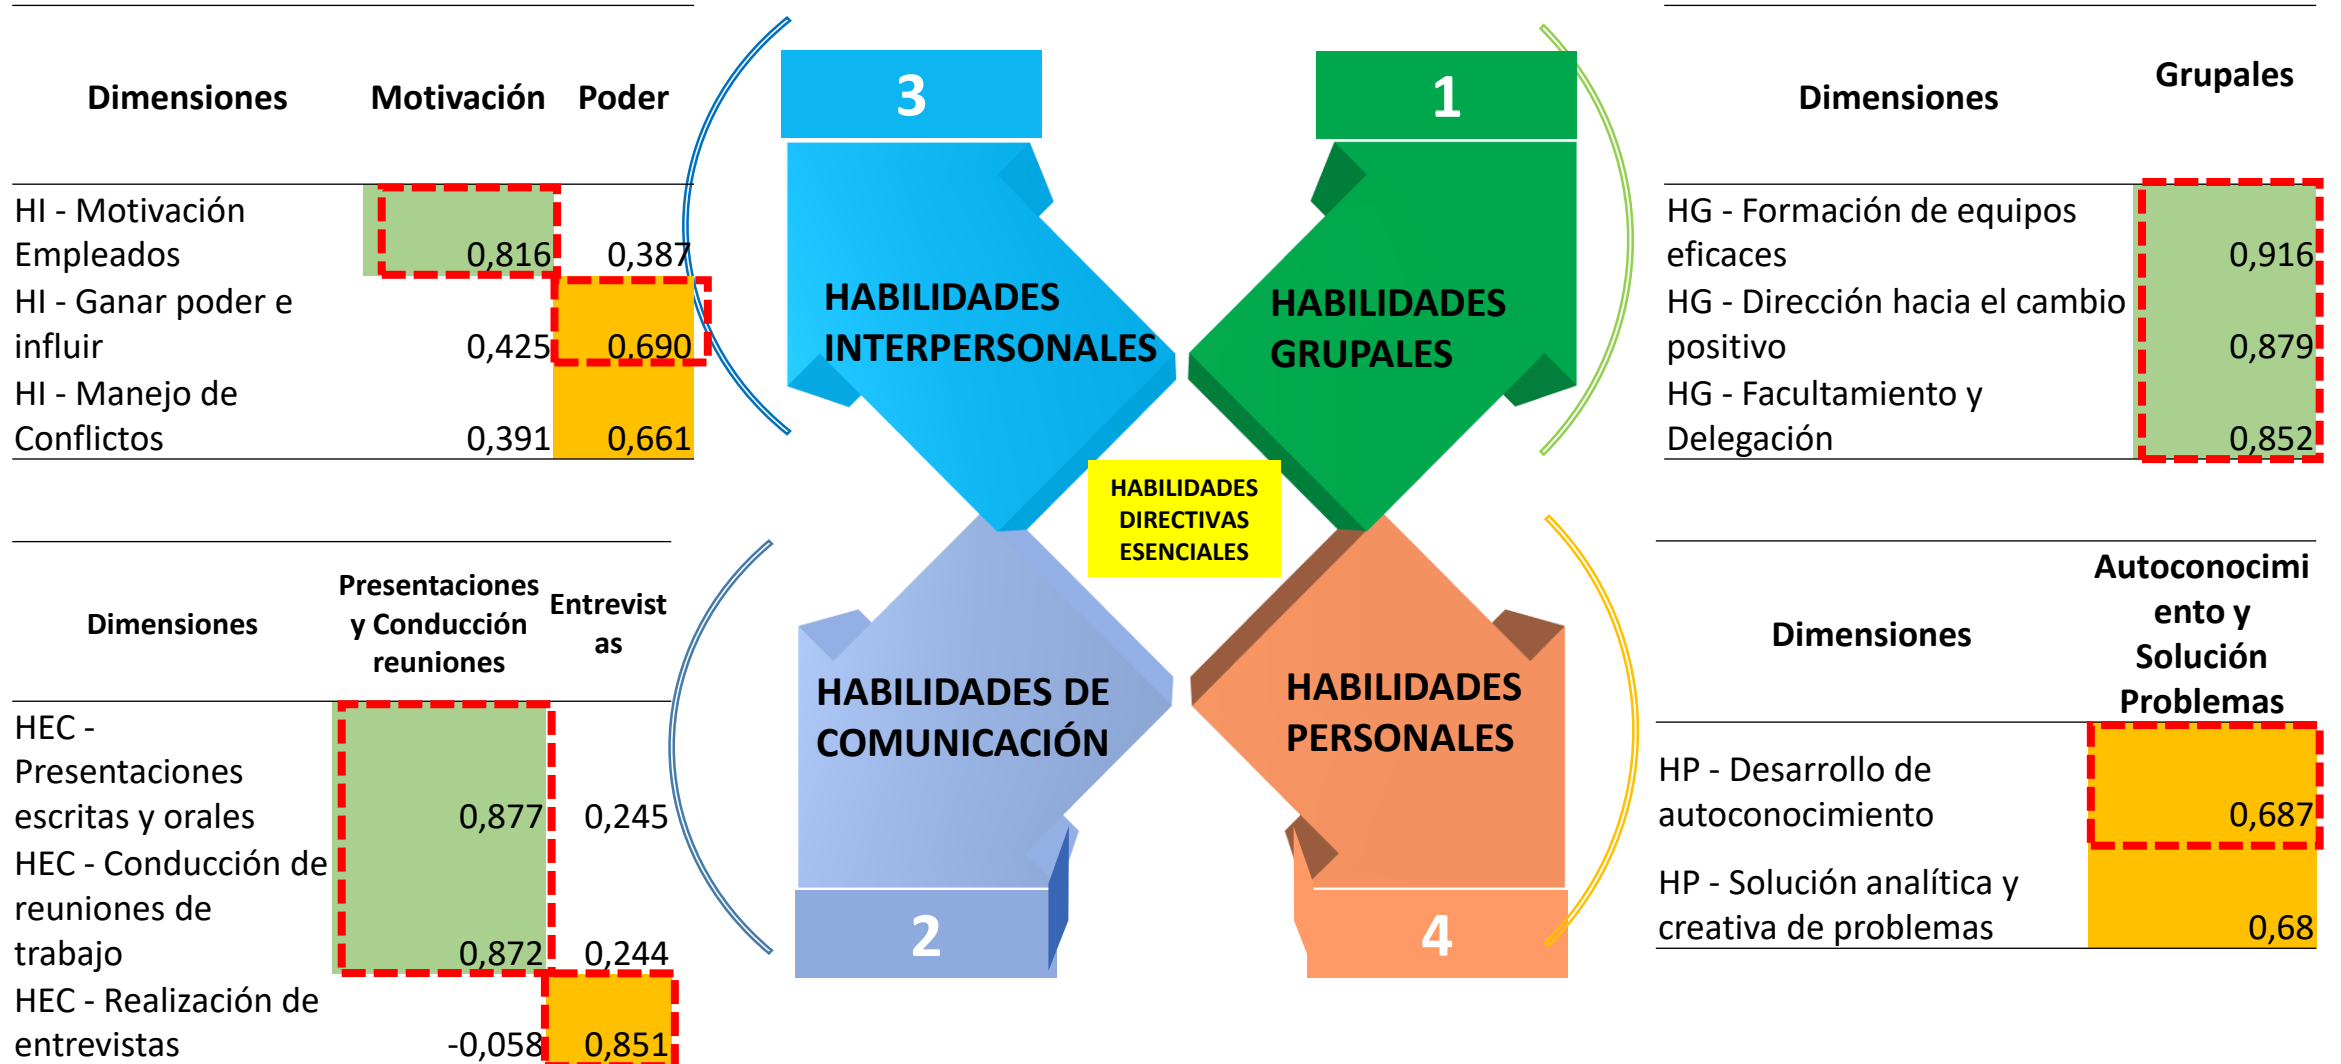 Dimensiones Motivación Poder
HI - Motivación
Empleados 0,816 0,387
HI - Ganar poder e
influir 0,425 0,690
HI - Manejo de
Conflictos 0,391 0,661
3
HABILIDADES
INTERPERSONALES
1
HABILIDADES
GRUPALES
Dimensiones Grupales
HG - Formación de equipos
eficaces 0,916
HG - Dirección hacia el cambio
positivo 0,879
HG - Facultamiento y
Delegación 0,852
HABILIDADES
DIRECTIVAS
ESENCIALES
Dimensiones
Presentaciones
y Conducción
reuniones
Entrevist
as
HEC -
Presentaciones
escritas y orales 0,877 0,245
HEC - Conducción de
reuniones de
trabajo 0,872 0,244
HEC - Realización de
entrevistas -0,058 0,851
HABILIDADES DE
COMUNICACIÓN
2
HABILIDADES
PERSONALES
4
Dimensiones
Autoconocimi
ento y
Solución
Problemas
HP - Desarrollo de
autoconocimiento 0,687
HP - Solución analítica y
creativa de problemas 0,68